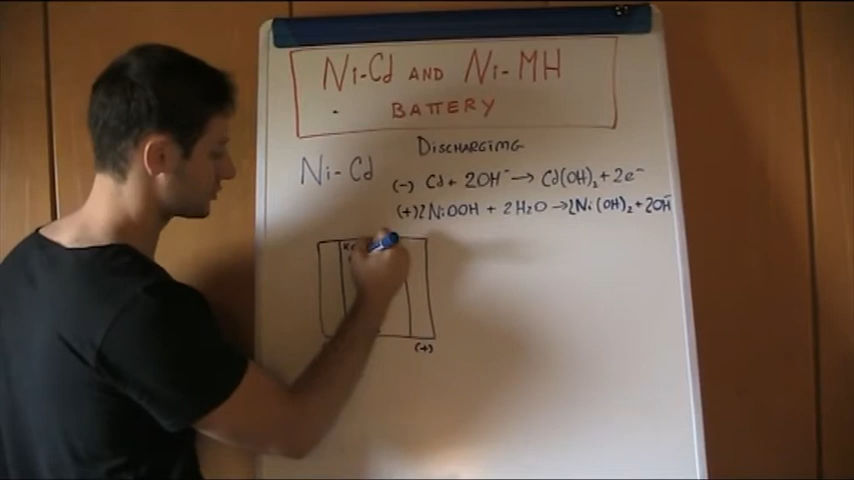 Ni-Cd AND Ni-MH
BATTERY
DISCHARGING
Ni-Cd
(-) Cd + 2OH⁻ → Cd(OH)₂ + 2e⁻
(+) 2NiOOH + 2H₂O → 2Ni(OH)₂ + 2OH⁻
(+)